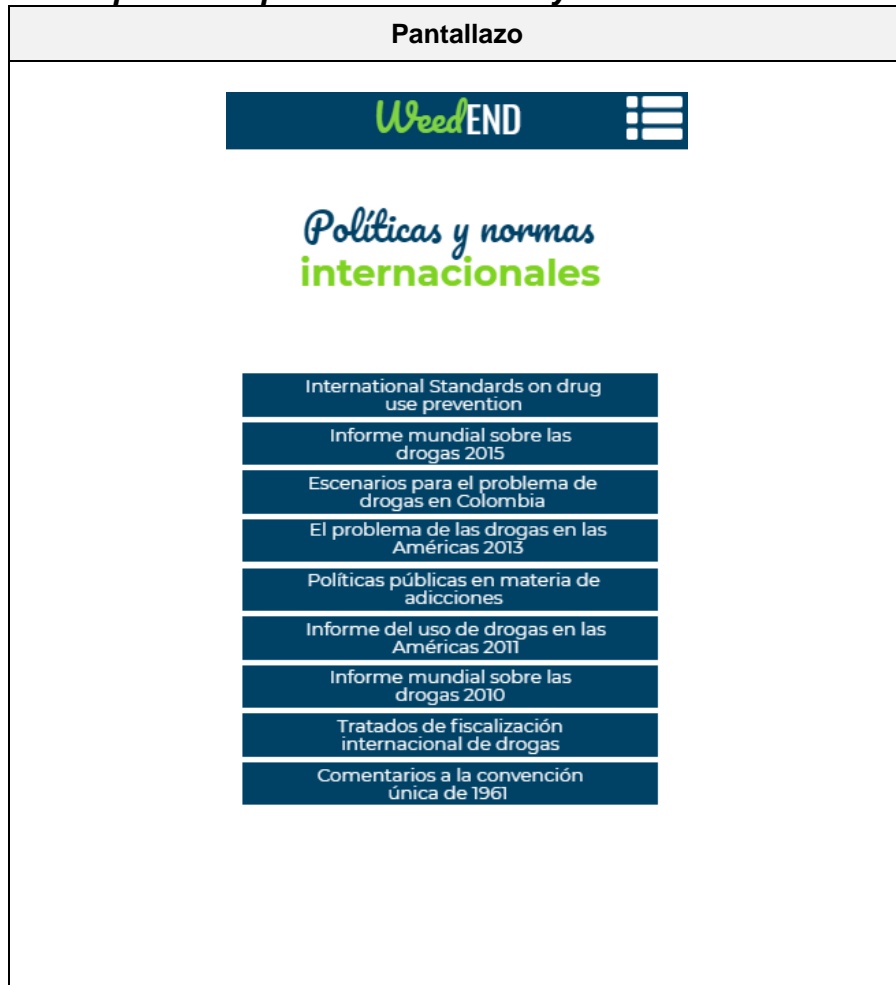 Pantallazo
WeedEND
Políticas y normas
internacionales
International Standards on drug
use prevention
Informe mundial sobre las
drogas 2015
Escenarios para el problema de
drogas en Colombia
El problema de las drogas en las
Américas 2013
Políticas públicas en materia de
adicciones
Informe del uso de drogas en las
Américas 2011
Informe mundial sobre las
drogas 2010
Tratados de fiscalización
internacional de drogas
Comentarios a la convención
única de 1961